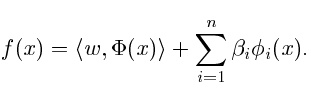 f(x) = ⟨w, Φ(x)⟩ + ∑_{i=1}^{n} β_i ϕ_i(x).